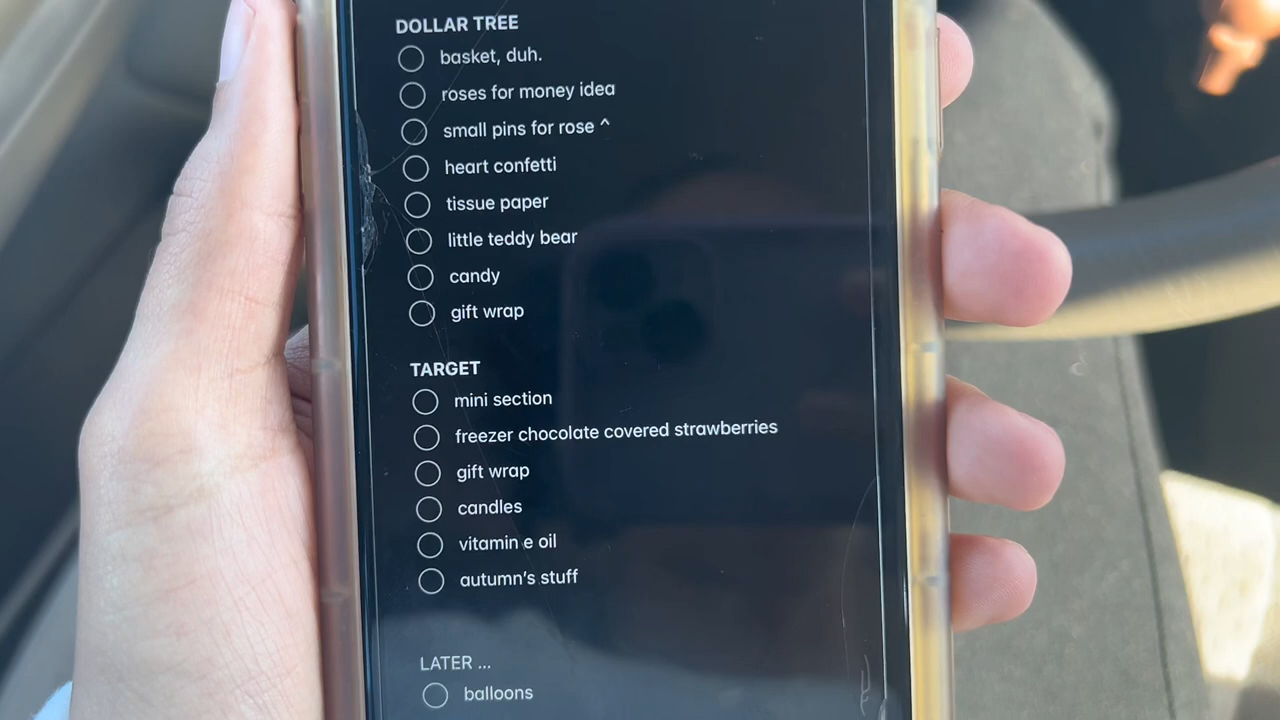 DOLLAR TREE
basket, duh.
roses for money idea
small pins for rose ^
heart confetti
tissue paper
little teddy bear
candy
gift wrap
TARGET
mini section
freezer chocolate covered strawberries
gift wrap
candles
vitamin e oil
autumn's stuff
LATER ...
balloons